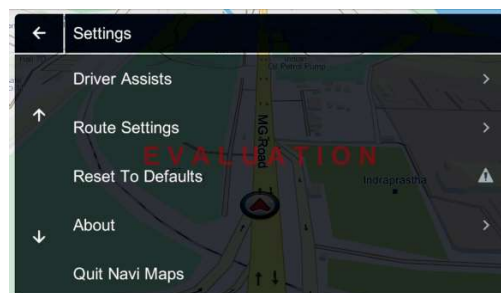 Settings
Driver Assists
Route Settings
MG Road
EVALUATION
Reset To Defaults
Indraprastha
About
Quit Navi Maps